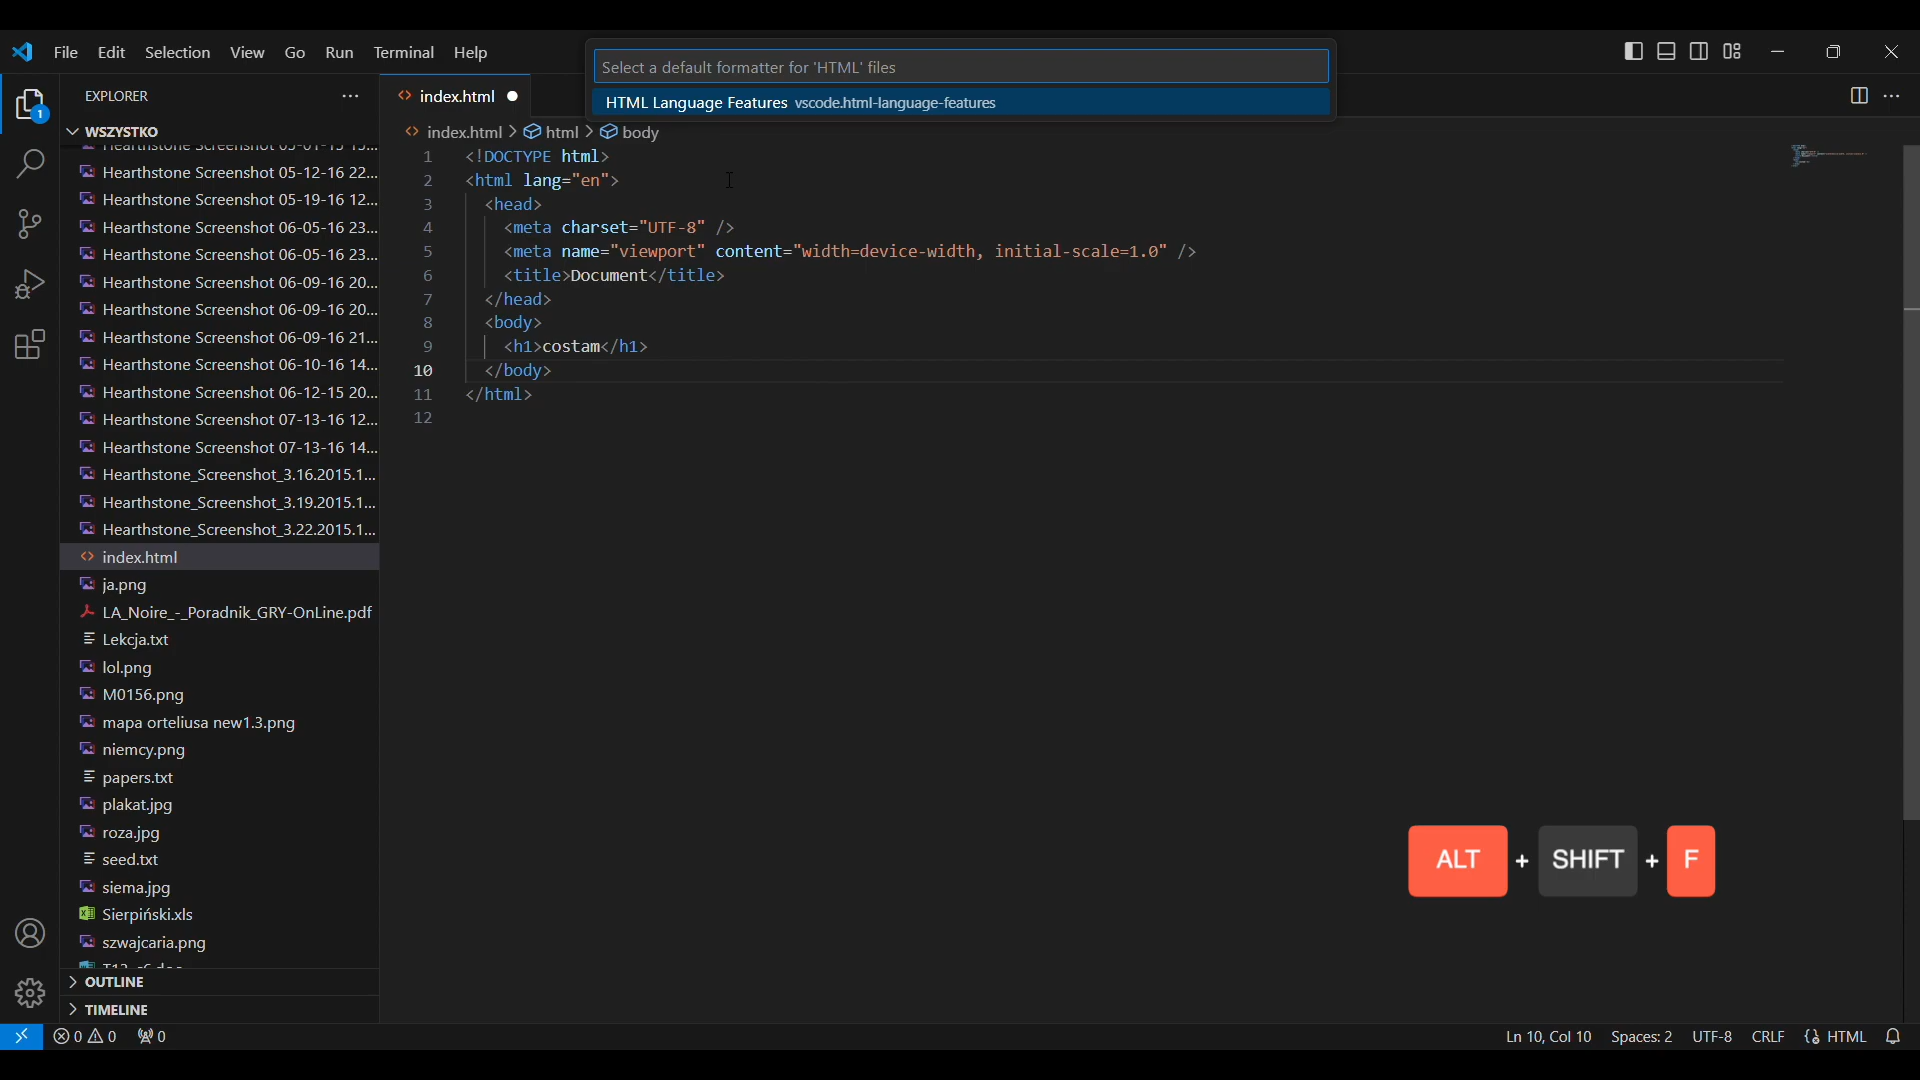 File Edit Selection View Go Run Terminal Help
Select a default formatter for 'HTML' files
HTML Language Features vscode.html-language-features
EXPLORER
1
WSZYSTKO
Hearthstone Screenshot 05-12-16 22...
Hearthstone Screenshot 05-19-16 12...
Hearthstone Screenshot 06-05-16 23...
Hearthstone Screenshot 06-05-16 23...
Hearthstone Screenshot 06-09-16 20...
Hearthstone Screenshot 06-09-16 20...
Hearthstone Screenshot 06-09-16 21...
Hearthstone Screenshot 06-10-16 14...
Hearthstone Screenshot 06-12-15 20...
Hearthstone Screenshot 07-13-16 12...
Hearthstone Screenshot 07-13-16 14...
Hearthstone_Screenshot_3.16.2015.1...
Hearthstone_Screenshot_3.19.2015.1...
Hearthstone_Screenshot_3.22.2015.1...
index.html
ja.png
LA_Noire_-_Poradnik_GRY-OnLine.pdf
Lekcja.txt
lol.png
M0156.png
mapa orteliusa new1.3.png
niemcy.png
papers.txt
plakat.jpg
roza.jpg
seed.txt
siema.jpg
Sierpiński.xls
szwajcaria.png
OUTLINE
TIMELINE
index.html
index.html > html > body
1 <!DOCTYPE html>
2 <html lang="en">
3 <head>
4 <meta charset="UTF-8" />
5 <meta name="viewport" content="width=device-width, initial-scale=1.0" />
6 <title>Document</title>
7 </head>
8 <body>
9 <h1>costam</h1>
10 </body>
11 </html>
12
ALT + SHIFT + F
0 0 0 Ln 10, Col 10 Spaces: 2 UTF-8 CRLF HTML